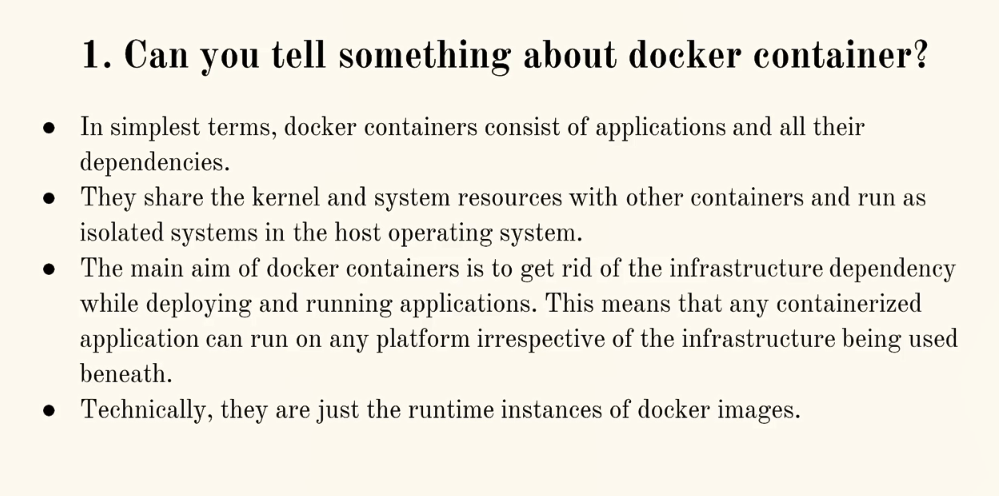 1. Can you tell something about docker container?
● In simplest terms, docker containers consist of applications and all their
dependencies.
● They share the kernel and system resources with other containers and run as
isolated systems in the host operating system.
● The main aim of docker containers is to get rid of the infrastructure dependency
while deploying and running applications. This means that any containerized
application can run on any platform irrespective of the infrastructure being used
beneath.
● Technically, they are just the runtime instances of docker images.